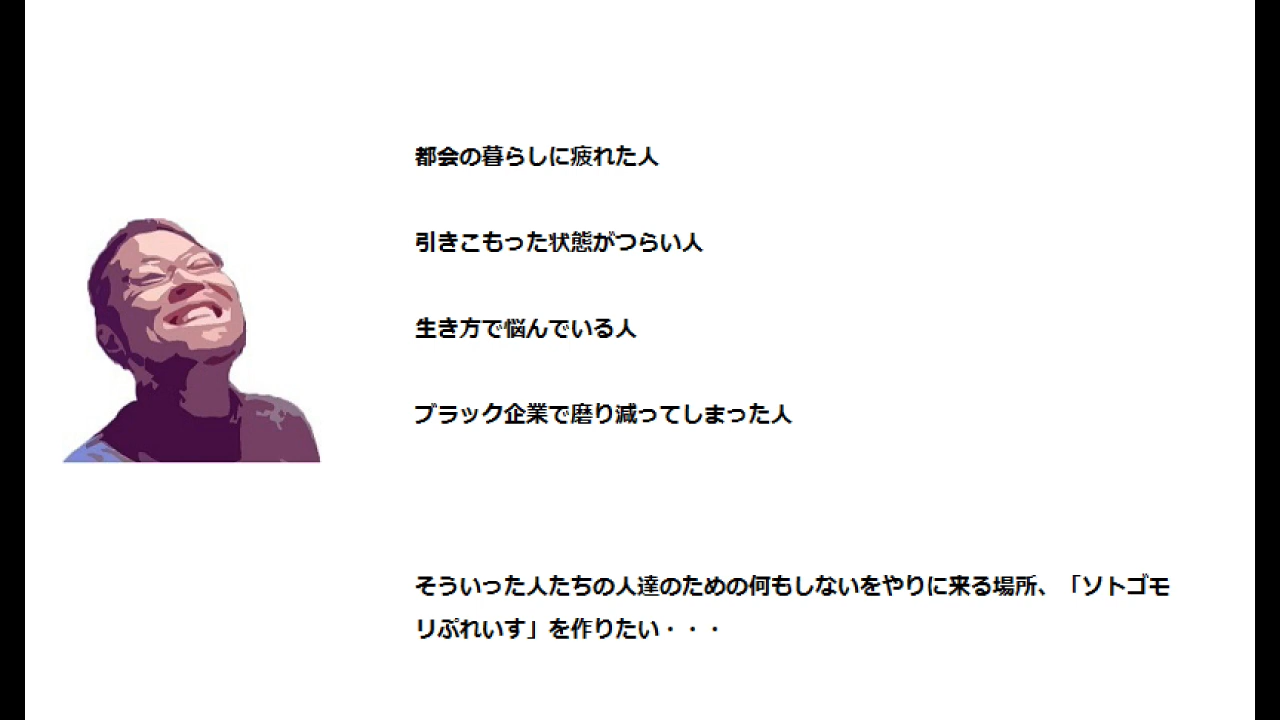 都会の暮らしに疲れた人
引きこもった状態がつらい人
生き方で悩んでいる人
ブラック企業で磨り減ってしまった人
そういった人たちの人達のための何もしないをやりに来る場所、「ソトゴモ
リぷれいす」を作りたい・・・